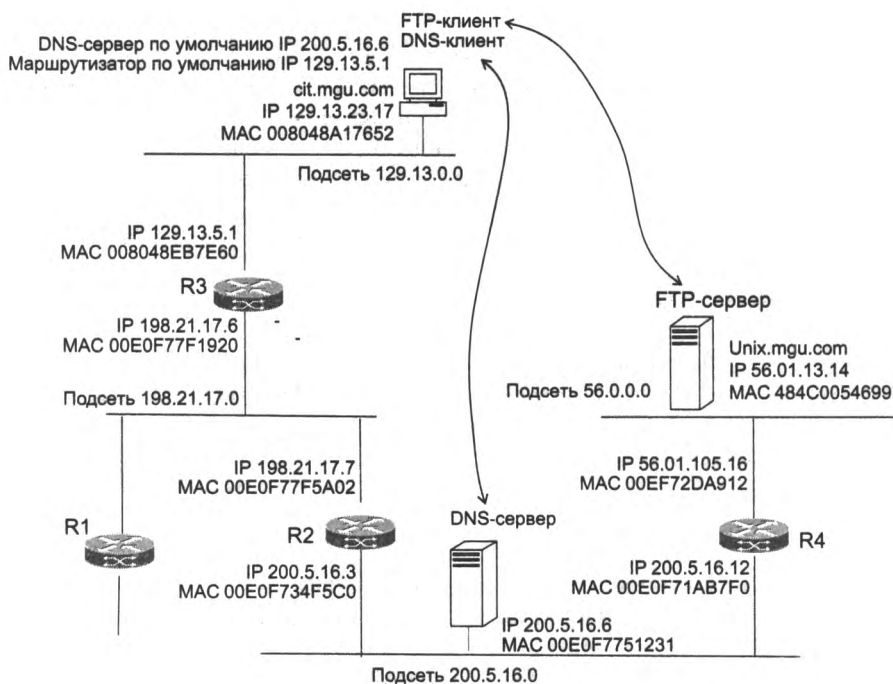 FTP-клиент
DNS-клиент
DNS-сервер по умолчанию IP 200.5.16.6
Маршрутизатор по умолчанию IP 129.13.5.1
cit.mgu.com
IP 129.13.23.17
MAC 008048A17652
Подсеть 129.13.0.0
IP 129.13.5.1
MAC 008048EB7E60
R3
IP 198.21.17.6
MAC 00E0F77F1920
Подсеть 198.21.17.0
FTP-сервер
Unix.mgu.com
IP 56.01.13.14
MAC 484C0054699
Подсеть 56.0.0.0
IP 198.21.17.7
MAC 00E0F77F5A02
R1
R2
IP 200.5.16.3
MAC 00E0F734F5C0
DNS-сервер
IP 200.5.16.6
MAC 00E0F7751231
IP 56.01.105.16
MAC 00EF72DA912
R4
IP 200.5.16.12
MAC 00E0F71AB7F0
Подсеть 200.5.16.0